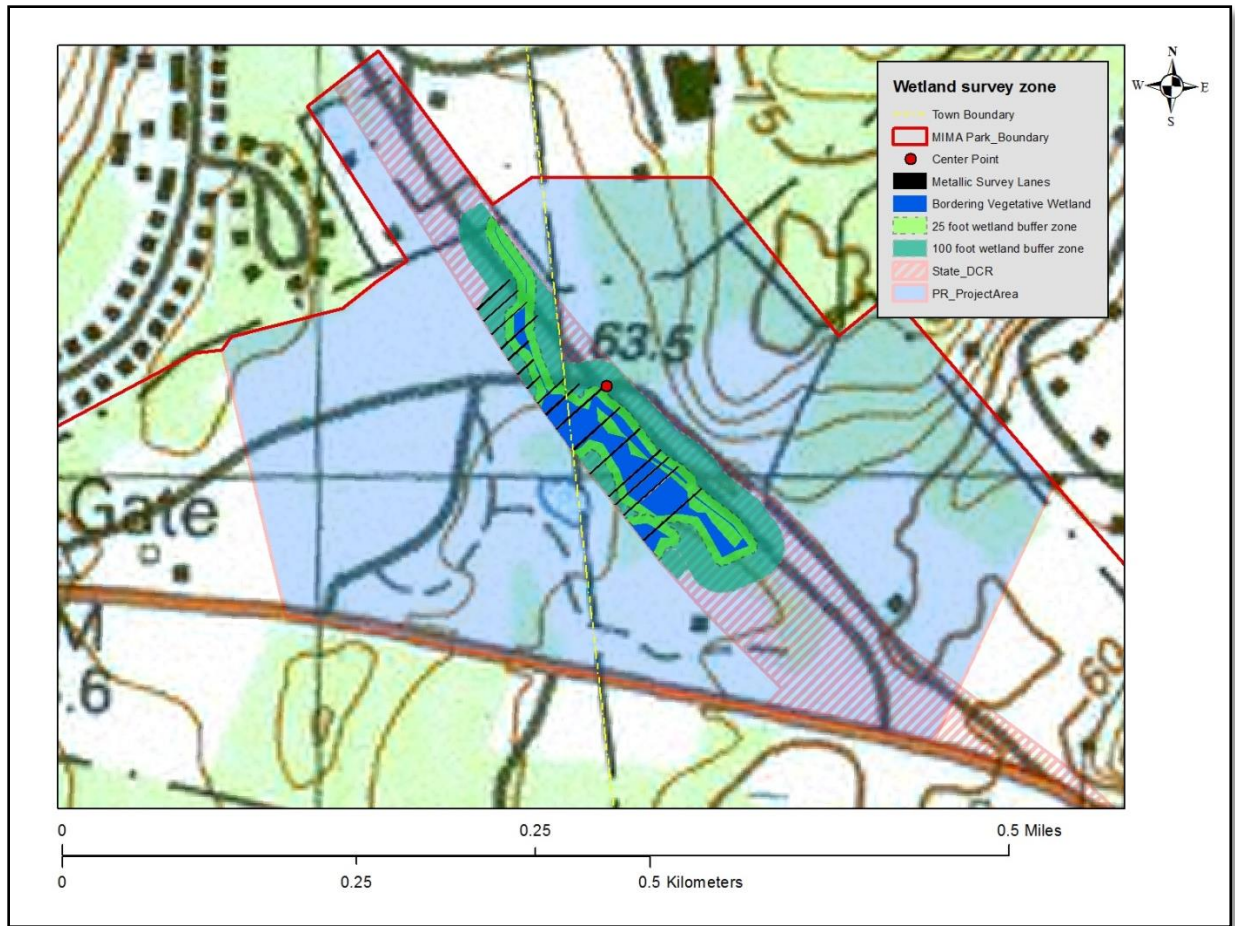 N
W E
S
Wetland survey zone
Town Boundary
MIMA Park_Boundary
Center Point
Metallic Survey Lanes
Bordering Vegetative Wetland
25 foot wetland buffer zone
100 foot wetland buffer zone
State_DCR
PR_ProjectArea
15
63.5
Gate
M
.6
60
0 0.25 0.5 Miles
0 0.25 0.5 Kilometers